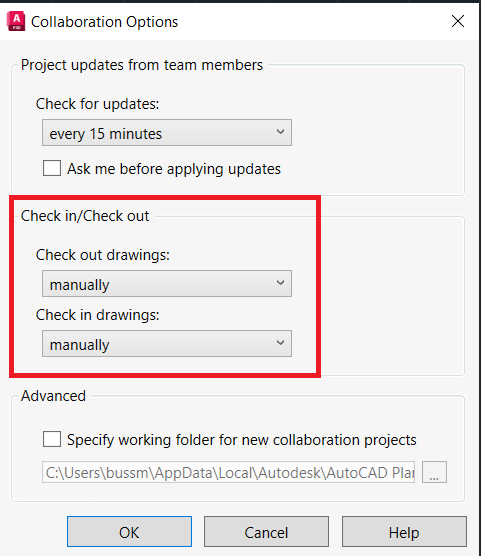 A
P3D
Collaboration Options
Project updates from team members
Check for updates:
every 15 minutes
Ask me before applying updates
Check in/Check out
Check out drawings:
manually
Check in drawings:
manually
Advanced
Specify working folder for new collaboration projects
C:\Users\bussm\AppData\Local\Autodesk\AutoCAD Plan
...
OK
Cancel
Help